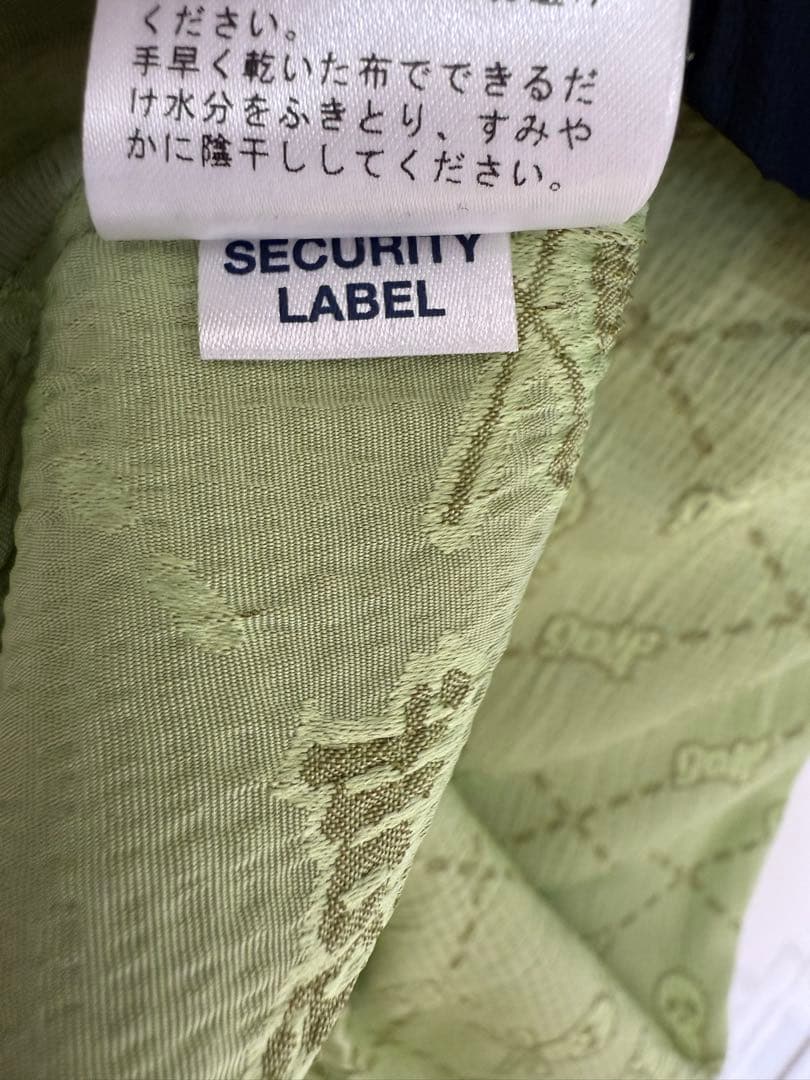 ください。
手早く乾いた布でできるだ
け水分をふきとり、すみや
かに陰干ししてください。
SECURITY
LABEL
golf
golf